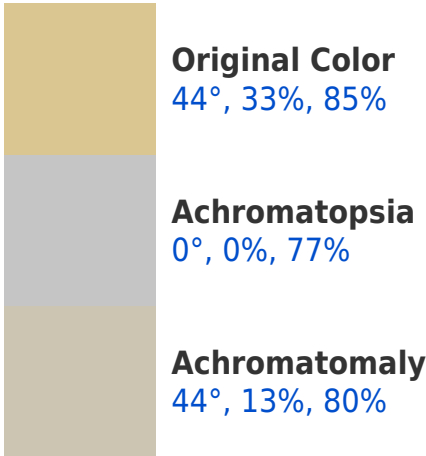 Original Color
44°, 33%, 85%
Achromatopsia
0°, 0%, 77%
Achromatomaly
44°, 13%, 80%